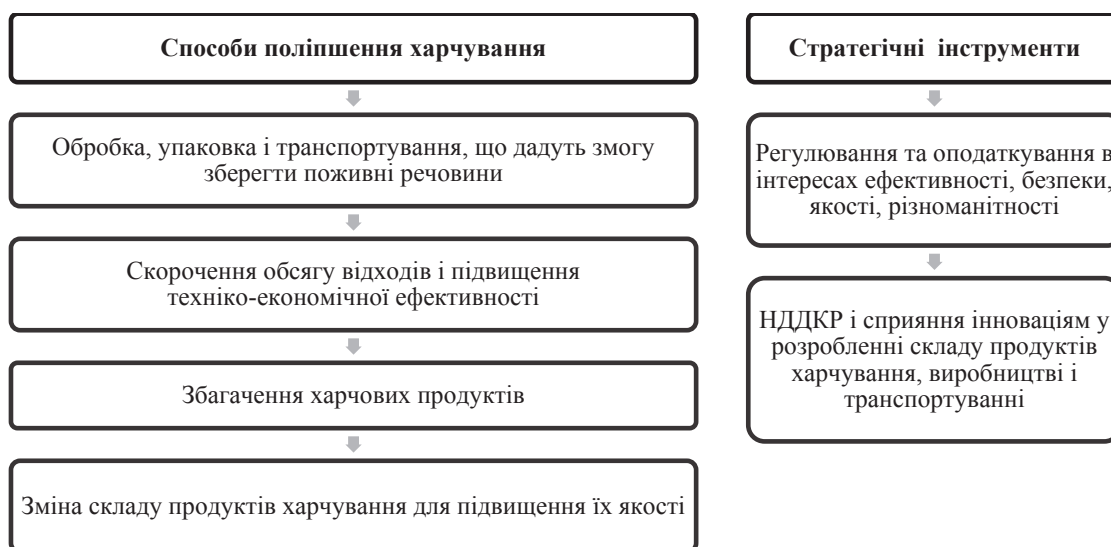 Способи поліпшення харчування
Обробка, упаковка і транспортування, що дадуть змогу
зберегти поживні речовини
Скорочення обсягу відходів і підвищення
техніко-економічної ефективності
Збагачення харчових продуктів
Зміна складу продуктів харчування для підвищення їх якості
Стратегічні інструменти
Регулювання та оподаткування в
інтересах ефективності, безпеки,
якості, різноманітності
НДДКР і сприяння інноваціям у
розробленні складу продуктів
харчування, виробництві і
транспортуванні